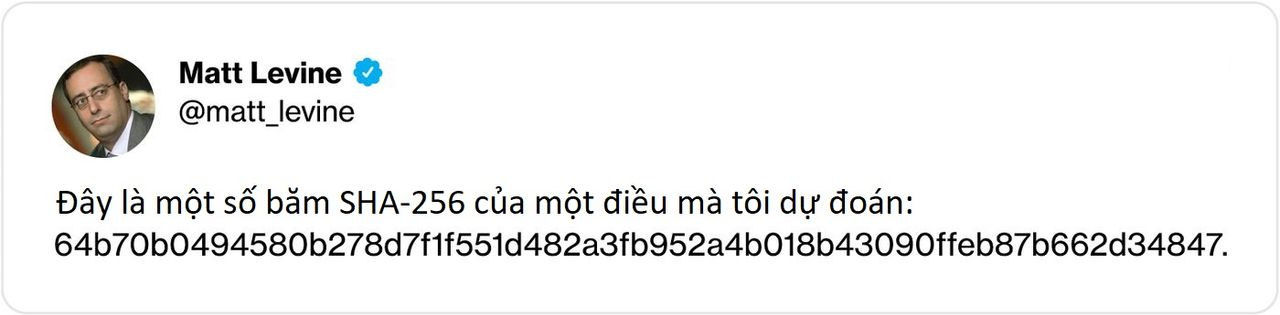 Matt Levine
@matt_levine
Đây là một số băm SHA-256 của một điều mà tôi dự đoán:
64b70b0494580b278d7f1f551d482a3fb952a4b018b43090ffeb87b662d34847.